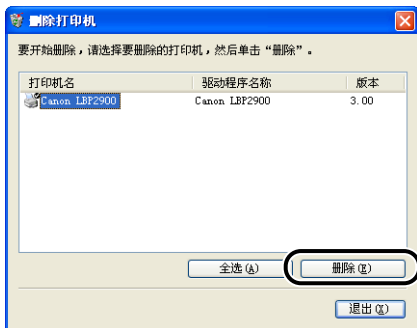 删除打印机
要开始删除，请选择要删除的打印机，然后单击“删除”。
打印机名 驱动程序名称 版本
Canon LBP2900 Canon LBP2900 3.00
全选(A) 删除(E)
退出(X)